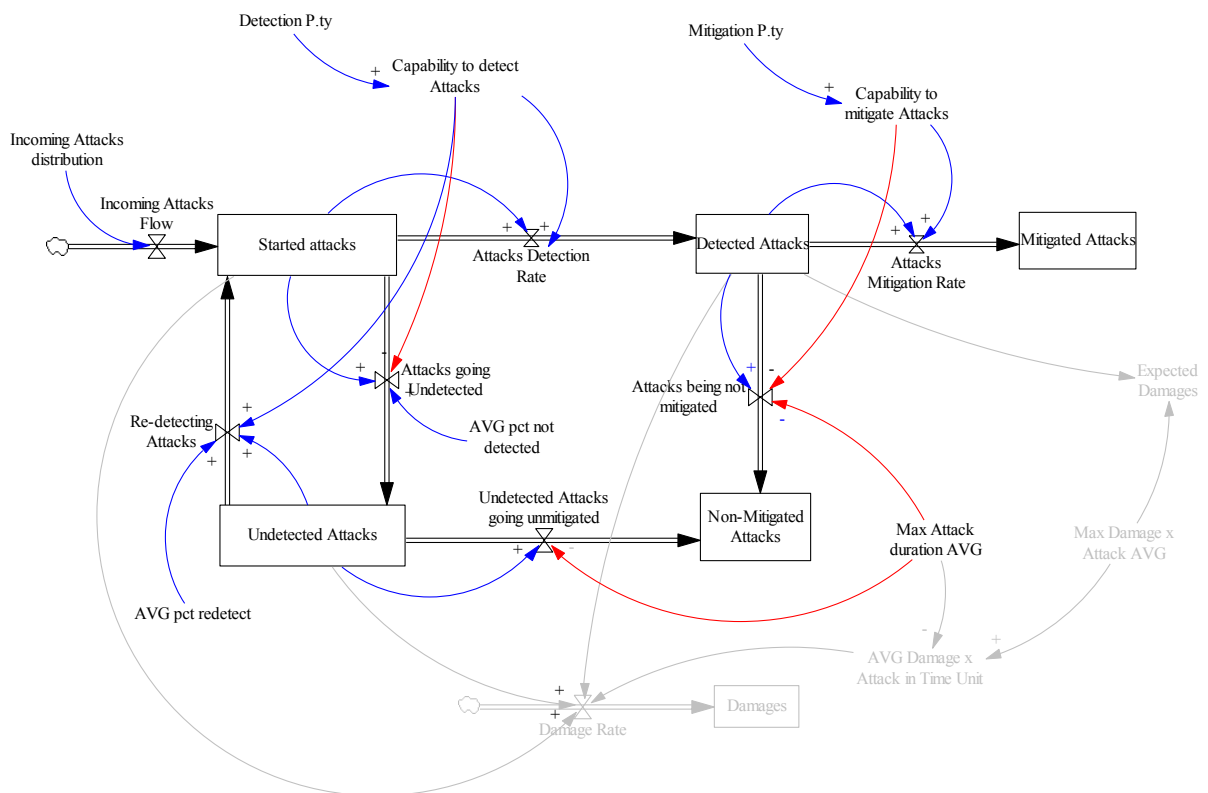 Detection P.ty
Mitigation P.ty
+
Capability to detect
Attacks
+
Capability to
mitigate Attacks
Incoming Attacks
distribution
Incoming Attacks
Flow
Started attacks
+
+
Attacks Detection
Rate
Detected Attacks
+
+
Attacks
Mitigation Rate
Mitigated Attacks
-
+
Attacks going
Undetected
+
+
-
Attacks being not
mitigated
-
Expected
Damages
AVG pct not
detected
+
Re-detecting
Attacks
+
+
Undetected Attacks
going unmitigated
+
-
Undetected Attacks
Non-Mitigated
Attacks
Max Attack
duration AVG
Max Damage x
Attack AVG
AVG pct redetect
-
+
AVG Damage x
Attack in Time Unit
+
+
Damage Rate
Damages